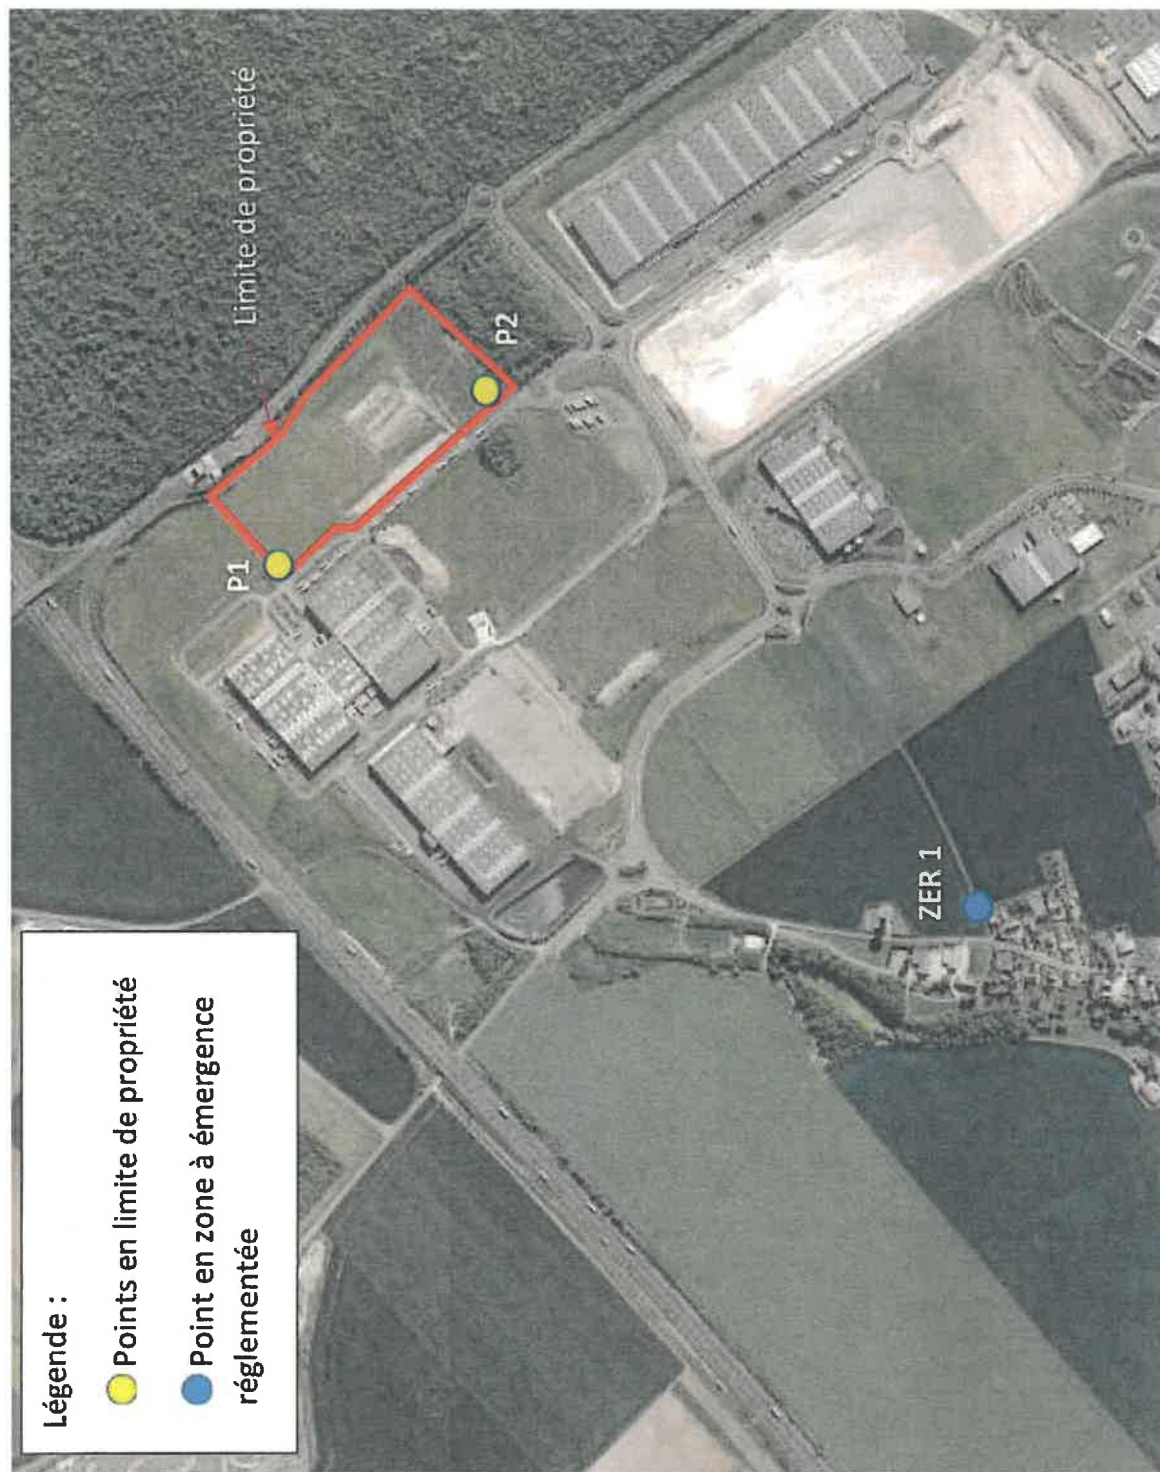 Légende :
Points en limite de propriété
Point en zone à émergence
réglementée
Limite de propriété
P1
P2
ZER 1